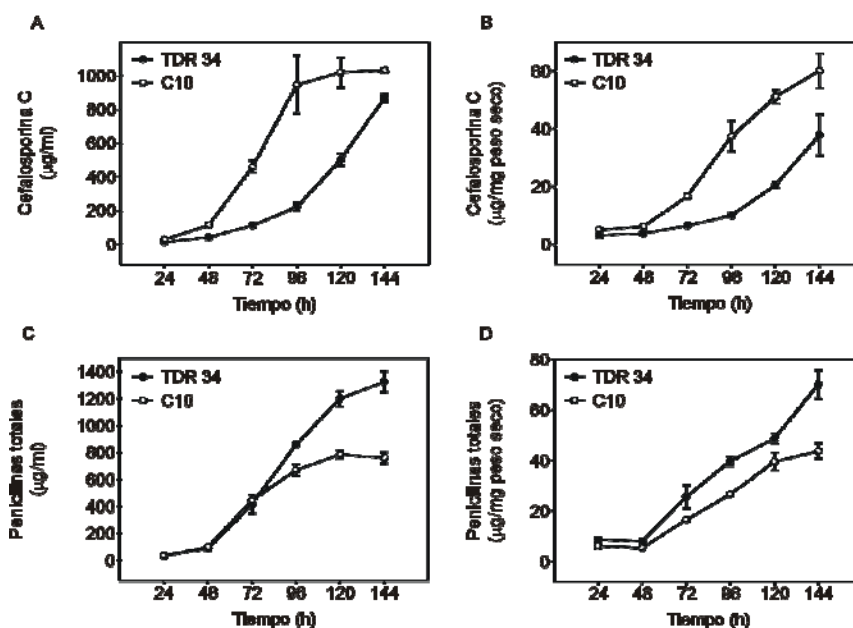 A
TDR 34
C10
Cefalosporina C
(µg/ml)
1000
800
600
400
200
0
24 48 72 96 120 144
Tiempo (h)
B
TDR 34
C10
Cefalosporina C
(µg/mg peso seco)
60
40
20
0
24 48 72 96 120 144
Tiempo (h)
C
TDR 34
C10
Penicilinas totales
(µg/ml)
1400
1200
1000
800
600
400
200
0
24 48 72 96 120 144
Tiempo (h)
D
TDR 34
C10
Penicilinas totales
(µg/mg peso seco)
80
60
40
20
0
24 48 72 96 120 144
Tiempo (h)